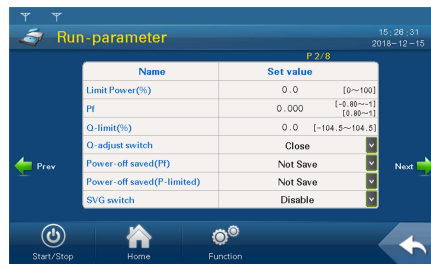 15:26:31
Run-parameter
2018-12-15
P 2/8
Name Set value
Limit Power(%) 0.0 [0~100]
Pf 0.000 [-0.80~-1]
[0.80~1]
Q-limit(%) 0.0 [-104.5~104.5]
Q-adjust switch Close
Prev Power-off saved(Pf) Not Save Next
Power-off saved(P-limited) Not Save
SVG switch Disable
Start/Stop Home Function